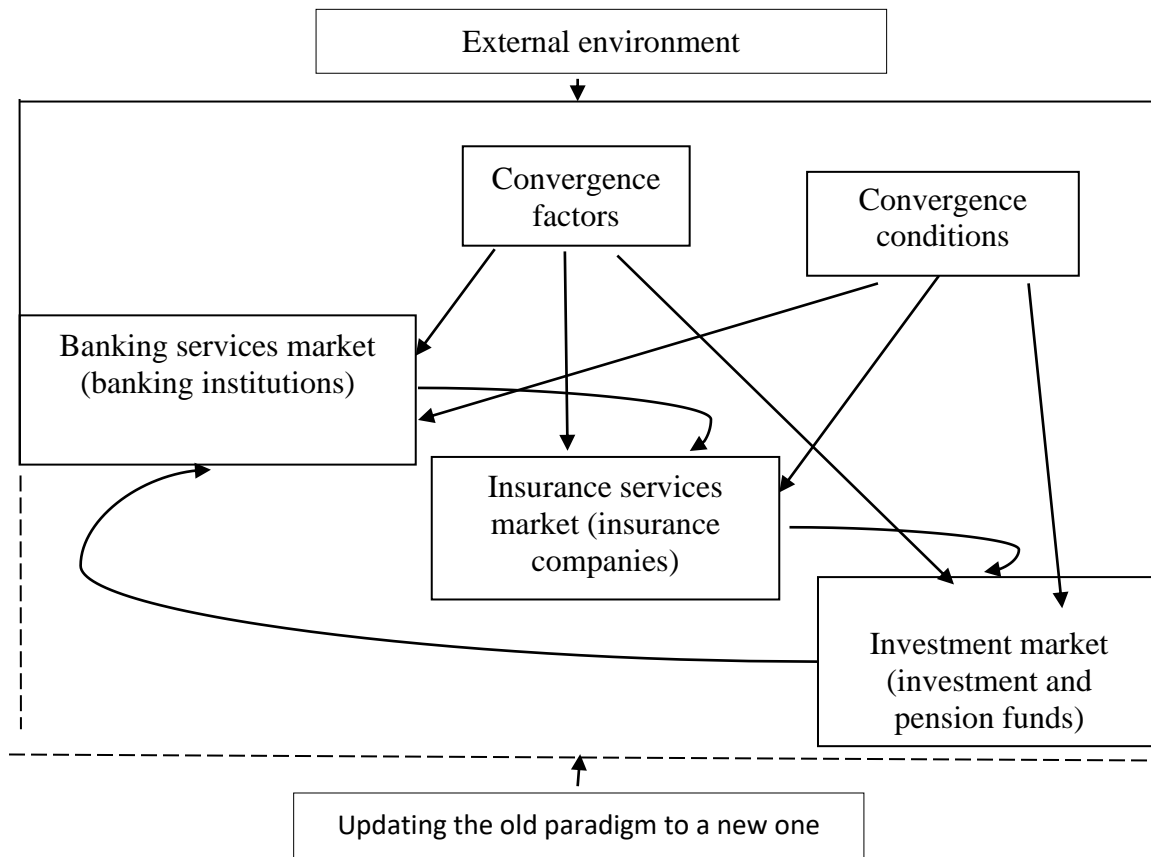 External environment
Convergence
factors
Convergence
conditions
Banking services market
(banking institutions)
Insurance services
market (insurance
companies)
Investment market
(investment and
pension funds)
Updating the old paradigm to a new one